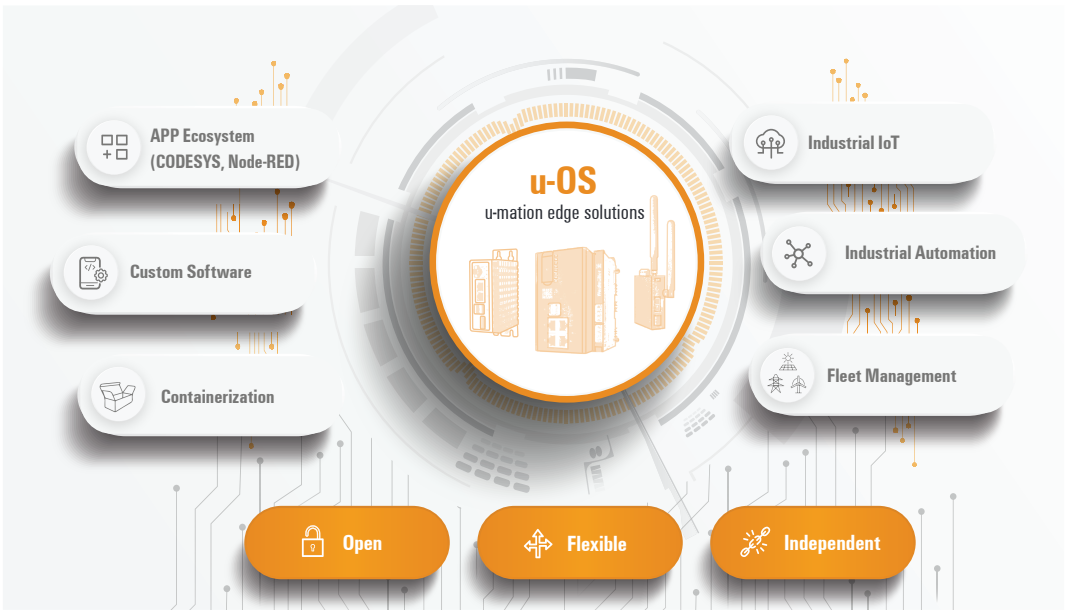 u-OS
u-mation edge solutions
APP Ecosystem
(CODESYS, Node-RED)
Custom Software
Containerization
Industrial IoT
Industrial Automation
Fleet Management
Open
Flexible
Independent